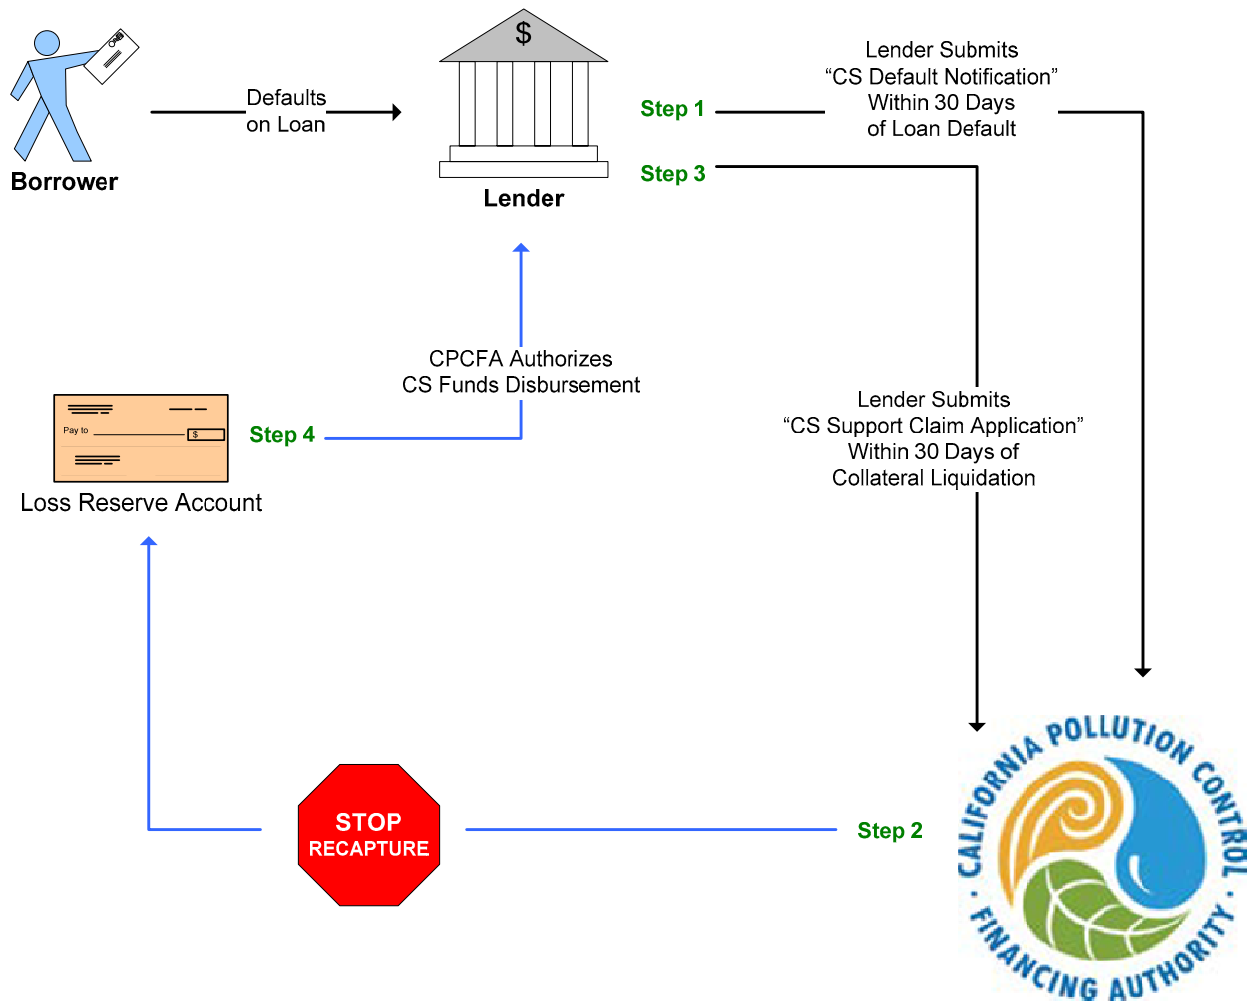 $
Borrower
Defaults
on Loan
Lender
Step 1
Lender Submits
“CS Default Notification”
Within 30 Days
of Loan Default
Step 3
CPCFA Authorizes
CS Funds Disbursement
Pay to
$
Step 4
Loss Reserve Account
Lender Submits
“CS Support Claim Application”
Within 30 Days of
Collateral Liquidation
STOP
RECAPTURE
Step 2
CALIFORNIA POLLUTION CONTROL
· FINANCING AUTHORITY ·